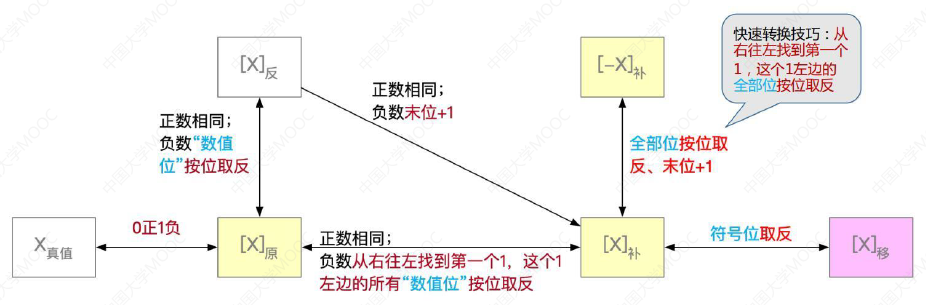 [X]反
[-X]补
快速转换技巧：从
右往左找到第一个
1，这个1左边的
全部位按位取反
正数相同；
负数末位+1
正数相同；
负数“数值
位”按位取反
全部位按位取
反、末位+1
X真值
0正1负
[X]原
正数相同；
负数从右往左找到第一个1，这个1
左边的所有“数值位”按位取反
[X]补
符号位取反
[X]移
中国大学MOOC